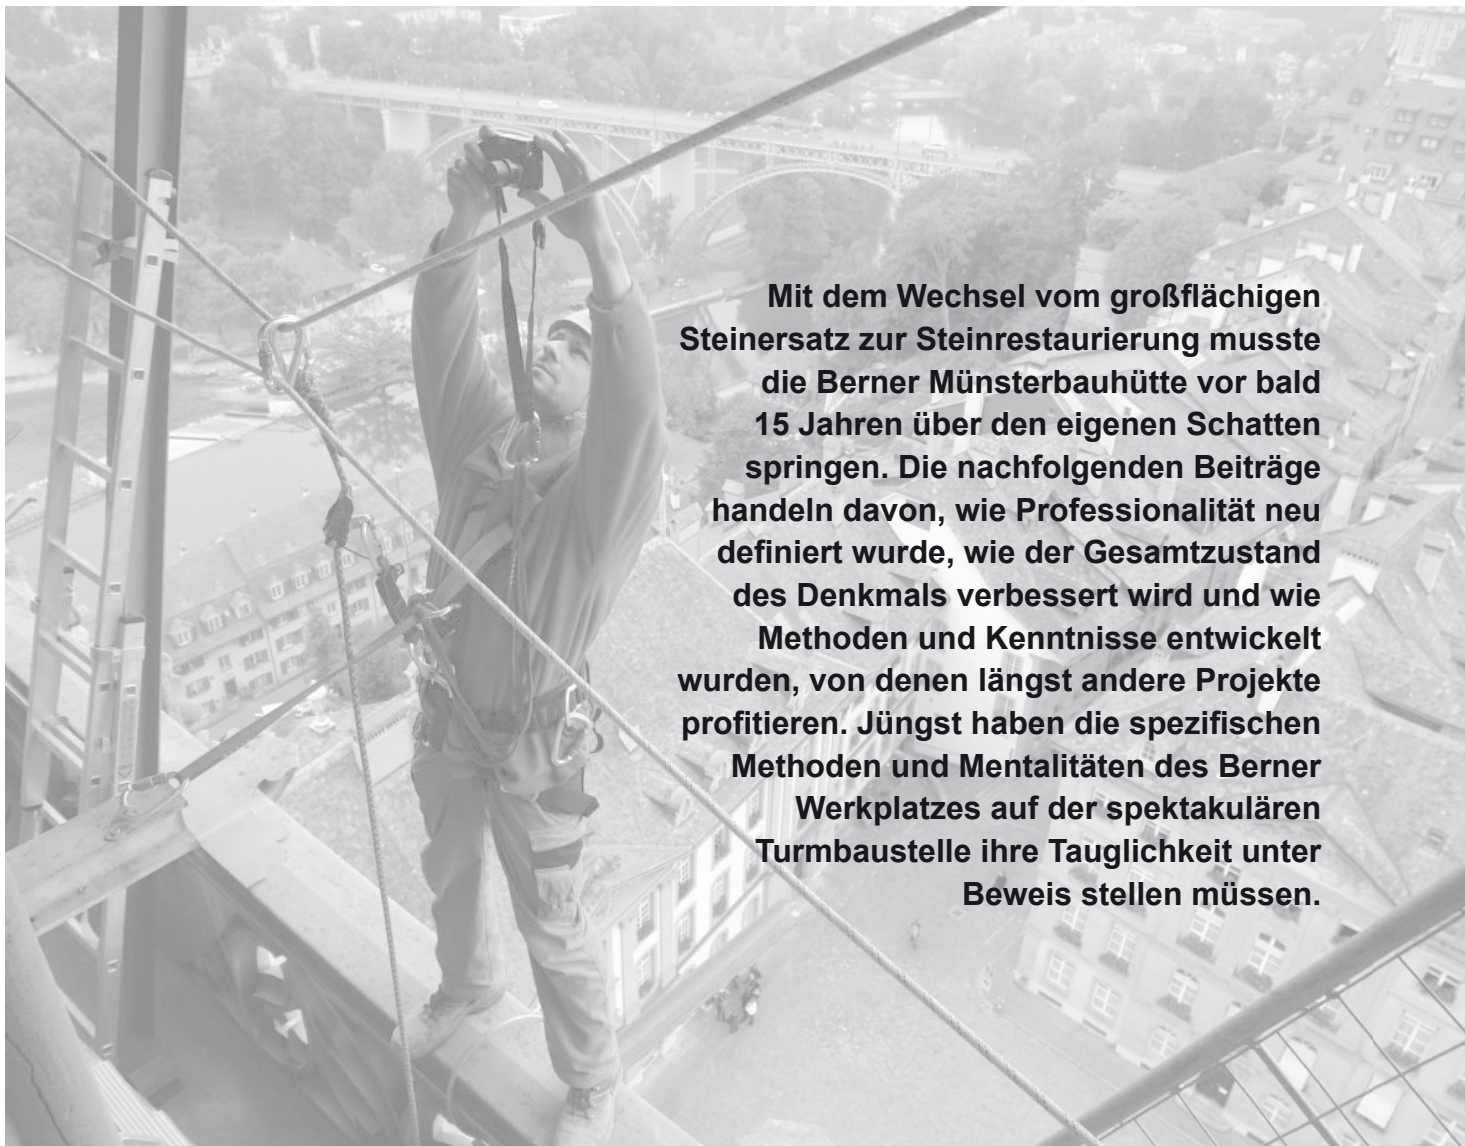 Mit dem Wechsel vom großflächigen
Steinersatz zur Steinrestaurierung musste
die Berner Münsterbauhütte vor bald
15 Jahren über den eigenen Schatten
springen. Die nachfolgenden Beiträge
handeln davon, wie Professionalität neu
definiert wurde, wie der Gesamtzustand
des Denkmals verbessert wird und wie
Methoden und Kenntnisse entwickelt
wurden, von denen längst andere Projekte
profitieren. Jüngst haben die spezifischen
Methoden und Mentalitäten des Berner
Werkplatzes auf der spektakulären
Turmbaustelle ihre Tauglichkeit unter
Beweis stellen müssen.